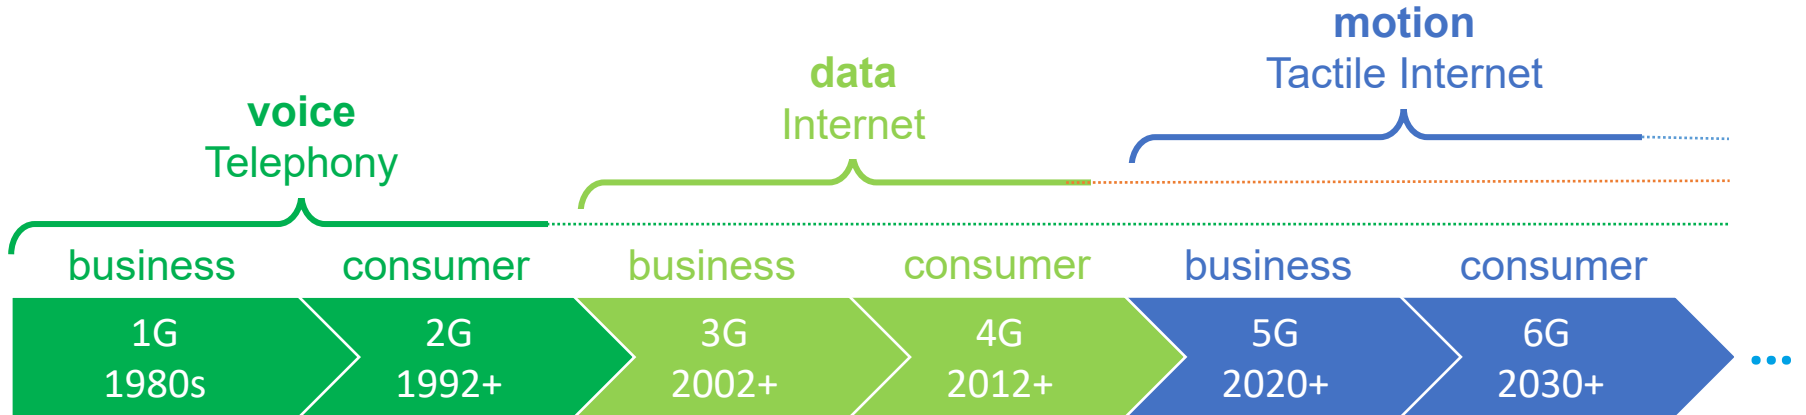 voice
Telephony
data
Internet
motion
Tactile Internet
business
consumer
business
consumer
business
consumer
1G
1980s
2G
1992+
3G
2002+
4G
2012+
5G
2020+
6G
2030+
...